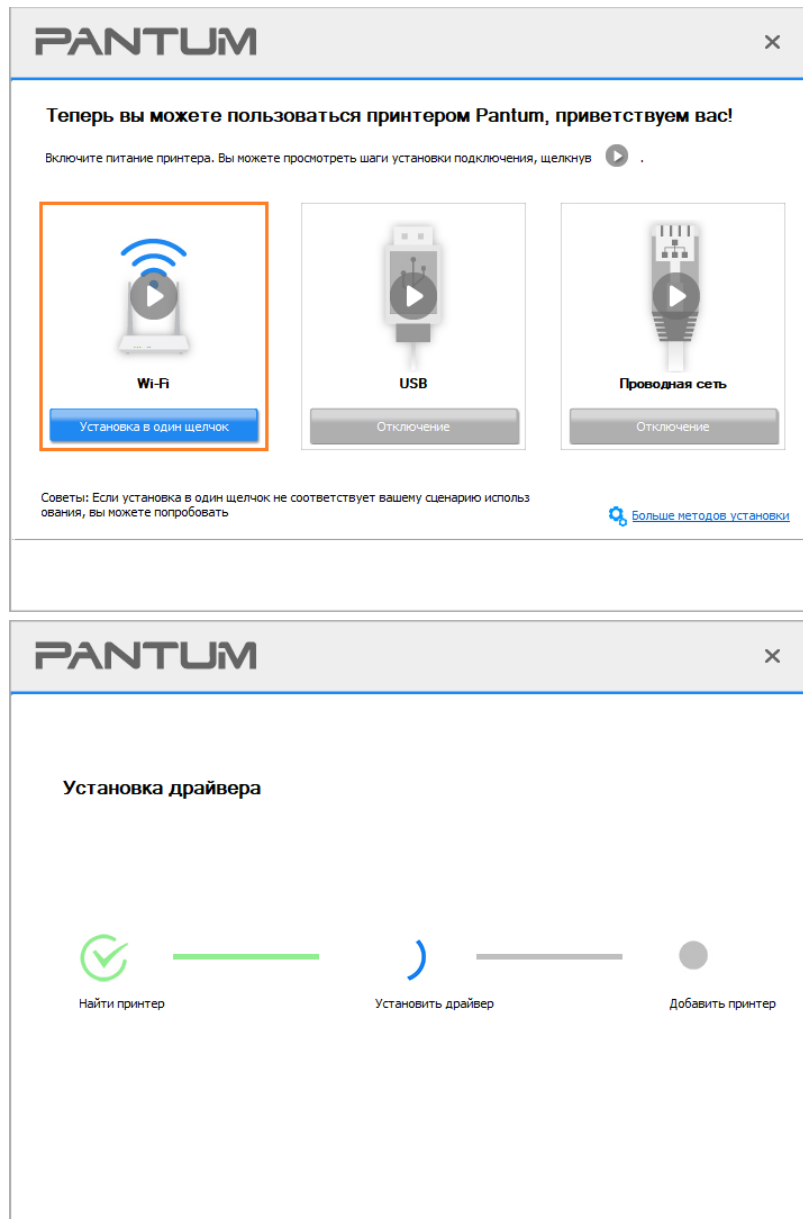 PANTUM
Теперь вы можете пользоваться принтером Pantum, приветствуем вас!
Включите питание принтера. Вы можете просмотреть шаги установки подключения, щелкнув .
Wi-Fi
USB
Проводная сеть
Установка в один щелчок
Отключение
Отключение
Советы: Если установка в один щелчок не соответствует вашему сценарию использ
ования, вы можете попробовать
Больше методов установки
PANTUM
Установка драйвера
Найти принтер
Установить драйвер
Добавить принтер